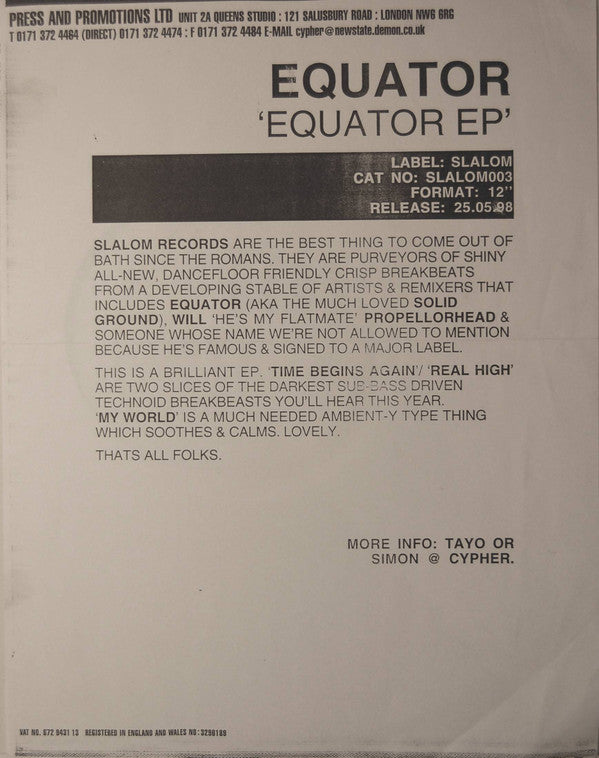 PRESS AND PROMOTIONS LTD UNIT 2A QUEENS STUDIO : 121 SALUSBURY ROAD : LONDON NW6 6RG
T 0171 372 4464 (DIRECT) 0171 372 4474 : F 0171 372 4484 E-MAIL cypher@newstate.demon.co.uk
EQUATOR
‘EQUATOR EP’
LABEL: SLALOM
CAT NO: SLALOM003
FORMAT: 12’’
RELEASE: 25.05.98
SLALOM RECORDS ARE THE BEST THING TO COME OUT OF
BATH SINCE THE ROMANS. THEY ARE PURVEYORS OF SHINY
ALL-NEW, DANCEFLOOR FRIENDLY CRISP BREAKBEATS
FROM A DEVELOPING STABLE OF ARTISTS & REMIXERS THAT
INCLUDES EQUATOR (AKA THE MUCH LOVED SOLID
GROUND), WILL ‘HE’S MY FLATMATE’ PROPELLORHEAD &
SOMEONE WHOSE NAME WE’RE NOT ALLOWED TO MENTION
BECAUSE HE’S FAMOUS & SIGNED TO A MAJOR LABEL.
THIS IS A BRILLIANT EP. ‘TIME BEGINS AGAIN’/ ‘REAL HIGH’
ARE TWO SLICES OF THE DARKEST SUB-BASS DRIVEN
TECHNOID BREAKBEASTS YOU’LL HEAR THIS YEAR.
‘MY WORLD’ IS A MUCH NEEDED AMBIENT-Y TYPE THING
WHICH SOOTHES & CALMS. LOVELY.
THATS ALL FOLKS.
MORE INFO: TAYO OR
SIMON @ CYPHER.
VAT NO. 672 9431 13 REGISTERED IN ENGLAND AND WALES NO: 3298189